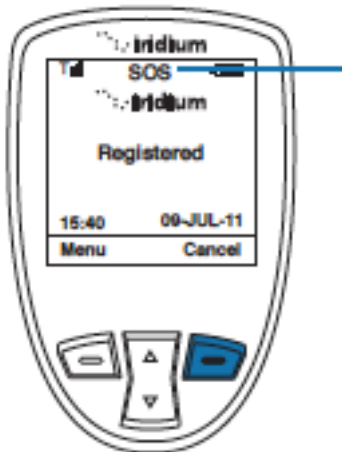 iridium
SOS
iridium
Registered
15:40 09-JUL-11
Menu Cancel